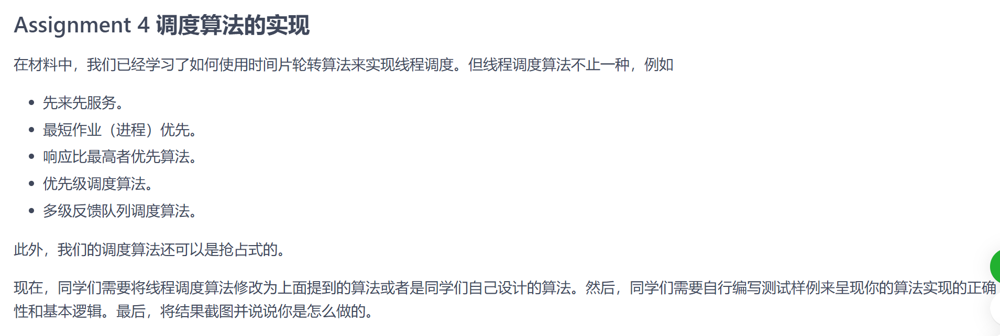 Assignment 4 调度算法的实现
在材料中，我们已经学习了如何使用时间片轮转算法来实现线程调度。但线程调度算法不止一种，例如
先来先服务。
最短作业（进程）优先。
响应比最高者优先算法。
优先级调度算法。
多级反馈队列调度算法。
此外，我们的调度算法还可以是抢占式的。
现在，同学们需要将线程调度算法修改为上面提到的算法或者是同学们自己设计的算法。然后，同学们需要自行编写测试样例来呈现你的算法实现的正确
性和基本逻辑。最后，将结果截图并说说你是怎么做的。